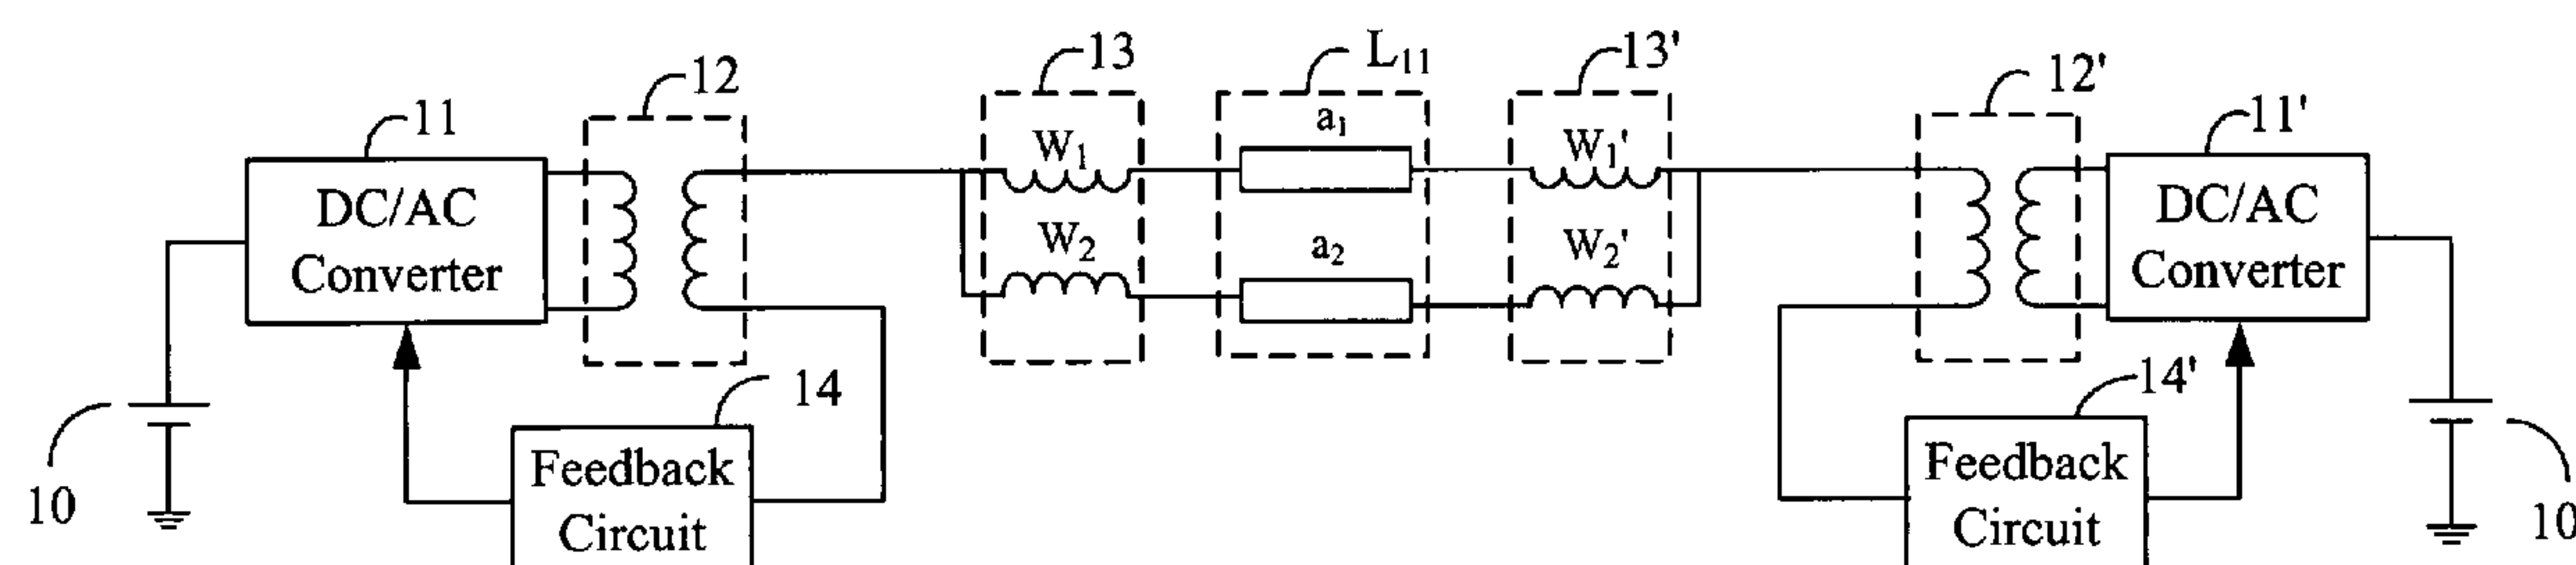 13
L11
13'
12
12'
11
11'
a1
W1
W1'
DC/AC
Converter
DC/AC
Converter
W2
a2
W2'
14
14'
Feedback
Circuit
Feedback
Circuit
10
10